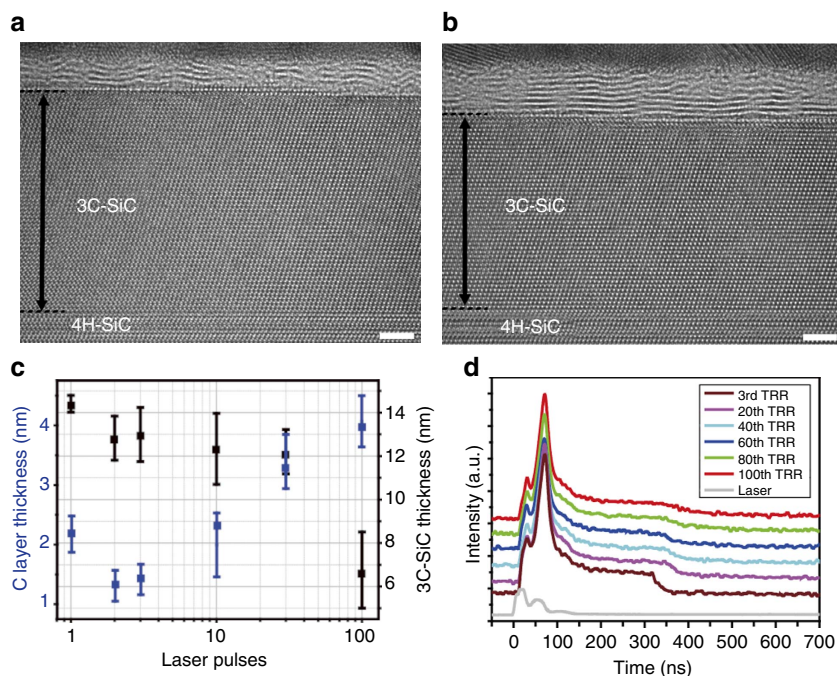 a
b
3C-SiC
4H-SiC
3C-SiC
4H-SiC
c
C layer thickness (nm)
4
3
2
1
14
12
10
8
6
3C-SiC thickness (nm)
1
10
100
Laser pulses
d
Intensity (a.u.)
3rd TRR
20th TRR
40th TRR
60th TRR
80th TRR
100th TRR
Laser
0
100
200
300
400
500
600
700
Time (ns)